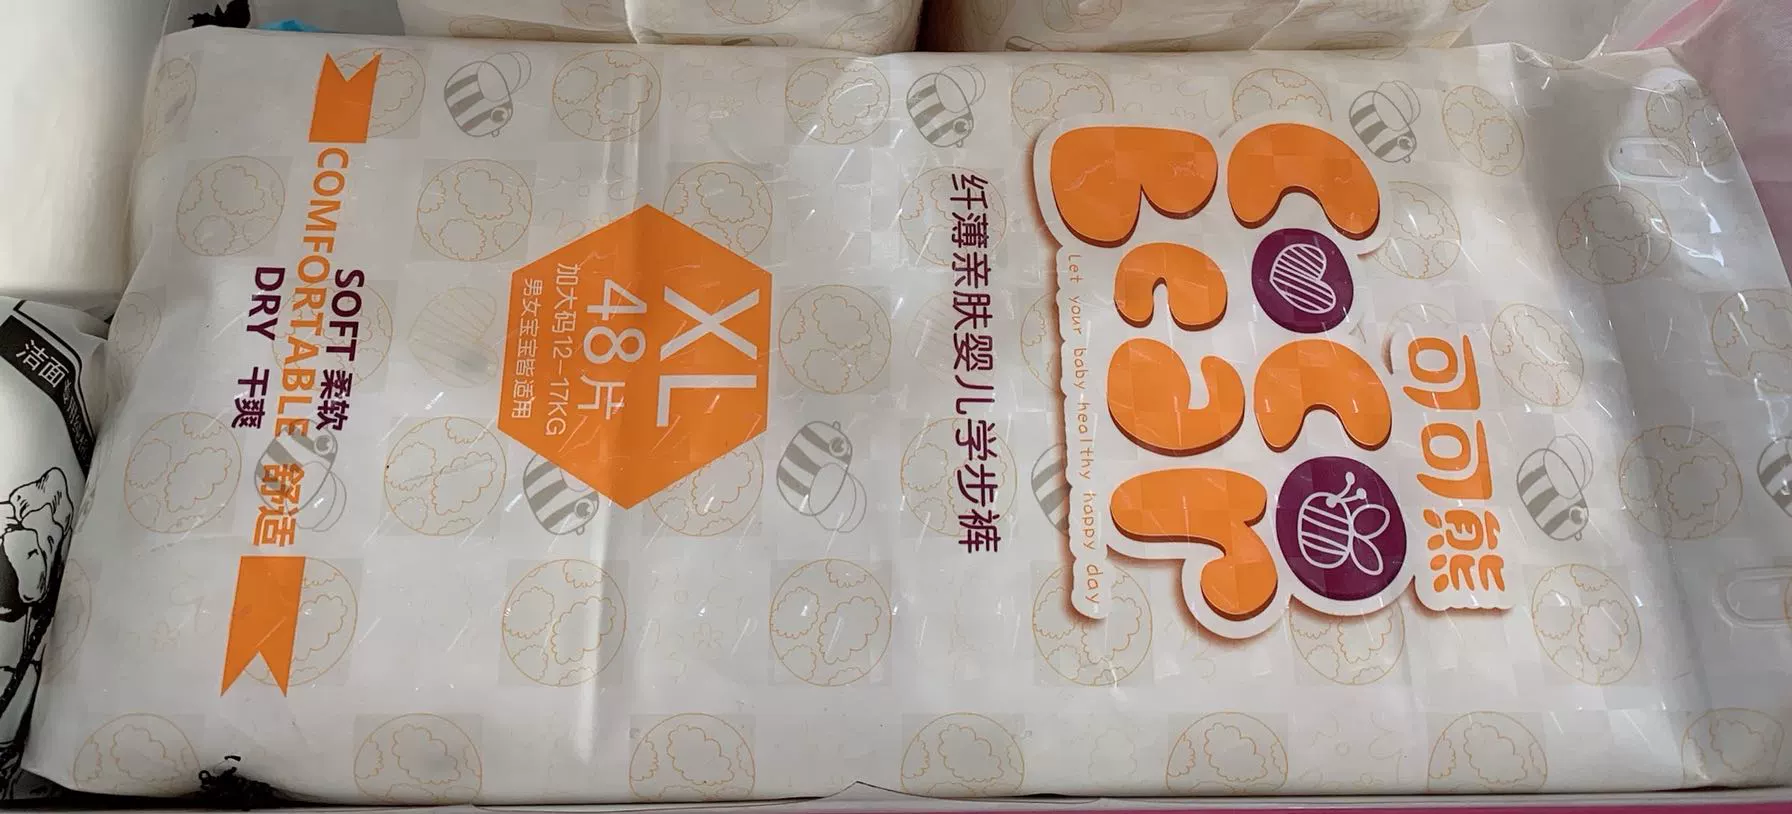 可可熊
COCO
Bear
Let your baby healthy happy day
纤薄亲肤婴儿学步裤
XL
48片
加大码12-17KG
男女宝宝皆适用
SOFT 柔软
COMFORTABLE 舒适
DRY 干爽
洁面